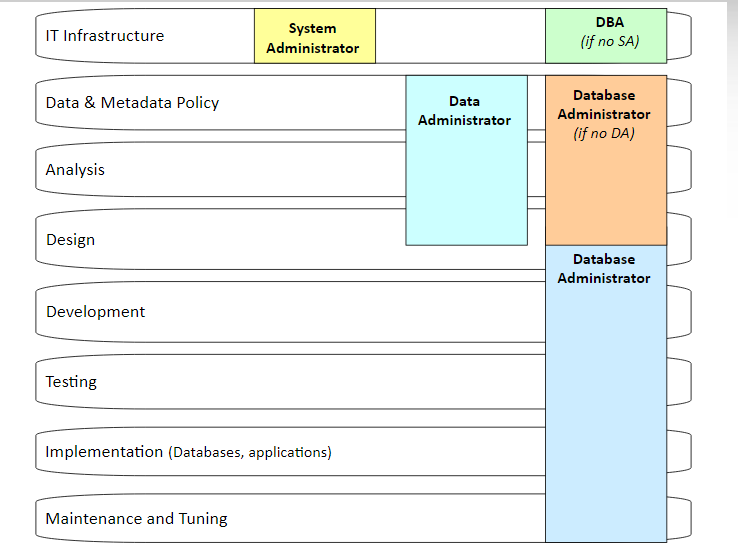 IT Infrastructure
System
Administrator
DBA
(if no SA)
Data & Metadata Policy
Data
Administrator
Database
Administrator
(if no DA)
Analysis
Design
Database
Administrator
Development
Testing
Implementation (Databases, applications)
Maintenance and Tuning